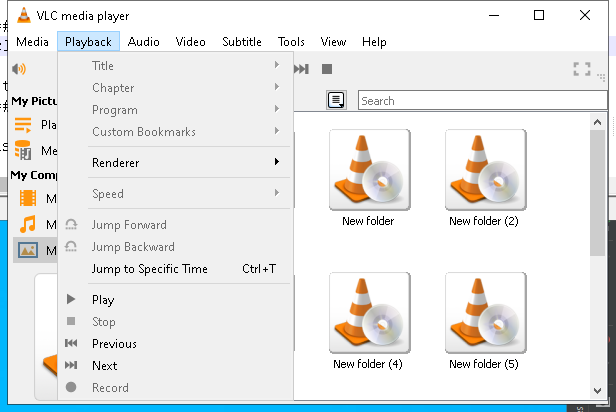 VLC media player
Media Playback Audio Video Subtitle Tools View Help
Title
Chapter
Program
Custom Bookmarks
Renderer
Speed
Jump Forward
Jump Backward
Jump to Specific Time Ctrl+T
Play
Stop
Previous
Next
Record
Search
My Pictu
Pla
Me
My Comp
M
M
M
New folder
New folder (2)
New folder (4)
New folder (5)